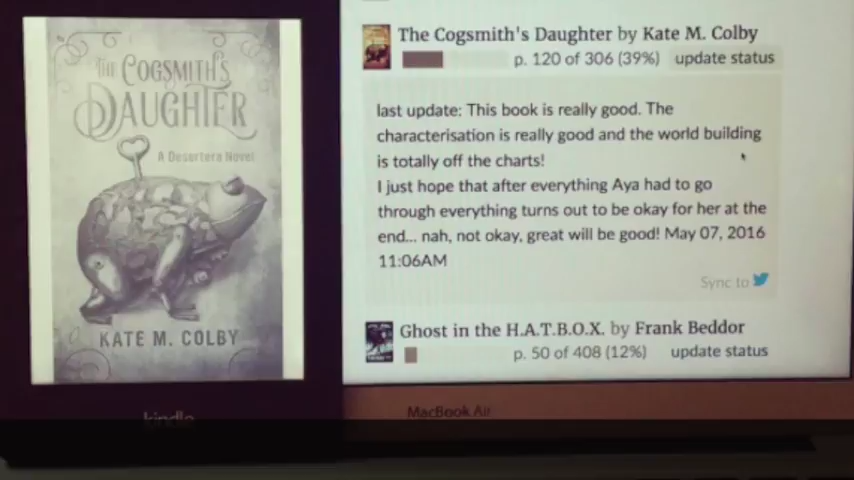 THE COGSMITH'S
DAUGHTER
A Desertera Novel
KATE M. COLBY
kindle
The Cogsmith's Daughter by Kate M. Colby
p. 120 of 306 (39%) update status
last update: This book is really good. The
characterisation is really good and the world building
is totally off the charts!
I just hope that after everything Aya had to go
through everything turns out to be okay for her at the
end... nah, not okay, great will be good! May 07, 2016
11:06AM
Sync to
Ghost in the H.A.T.B.O.X. by Frank Beddor
p. 50 of 408 (12%) update status
MacBook Air